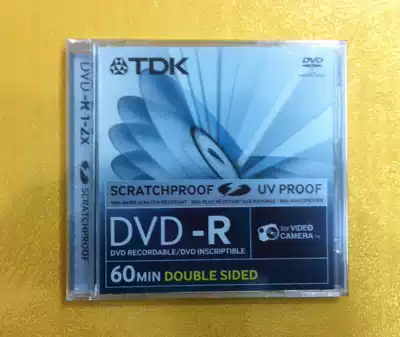 TDK
DVD
DVD-R 1-2X SCRATCHPROOF
SCRATCHPROOF UV PROOF
DVD -R
DVD RECORDABLE/DVD INSCRIPTIBLE
for VIDEO
CAMERA
60MIN DOUBLE SIDED